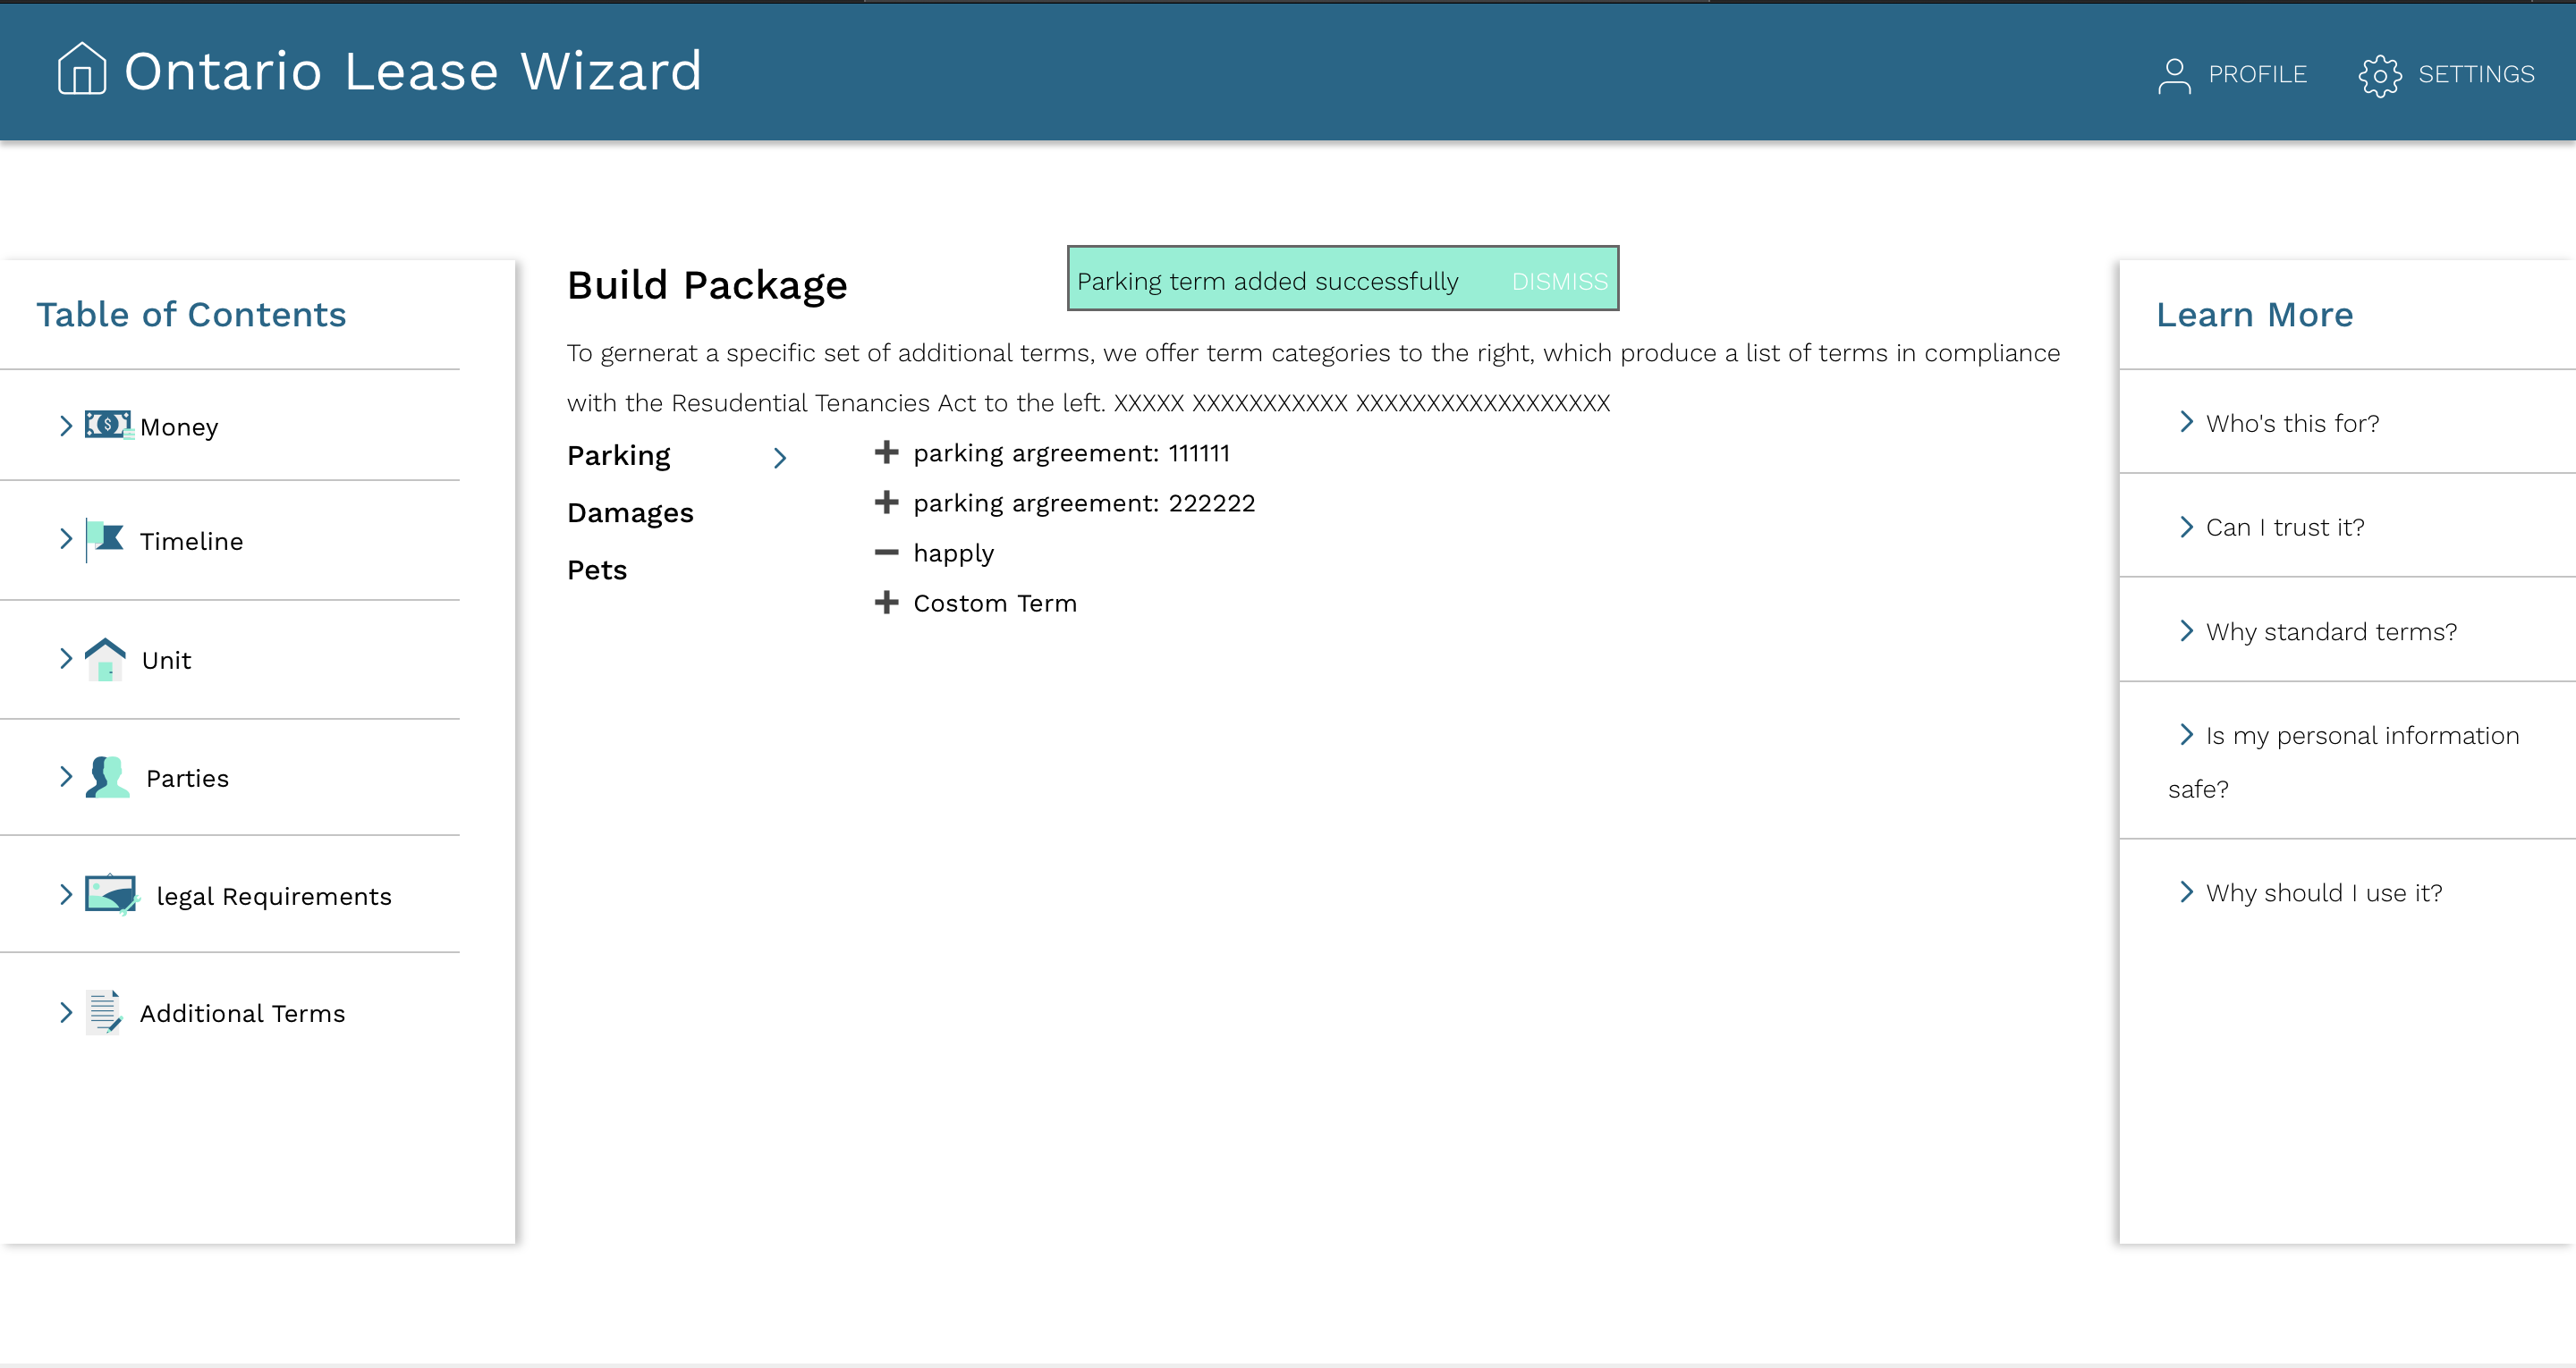 Ontario Lease Wizard
PROFILE
SETTINGS
Table of Contents
Money
Timeline
Unit
Parties
legal Requirements
Additional Terms
Build Package
Parking term added successfully DISMISS
To gernerat a specific set of additional terms, we offer term categories to the right, which produce a list of terms in compliance
with the Resudential Tenancies Act to the left. XXXXX XXXXXXXXXXX XXXXXXXXXXXXXXXXXX
Parking
Damages
Pets
parking argreement: 111111
parking argreement: 222222
happly
Costom Term
Learn More
Who's this for?
Can I trust it?
Why standard terms?
Is my personal information
safe?
Why should I use it?